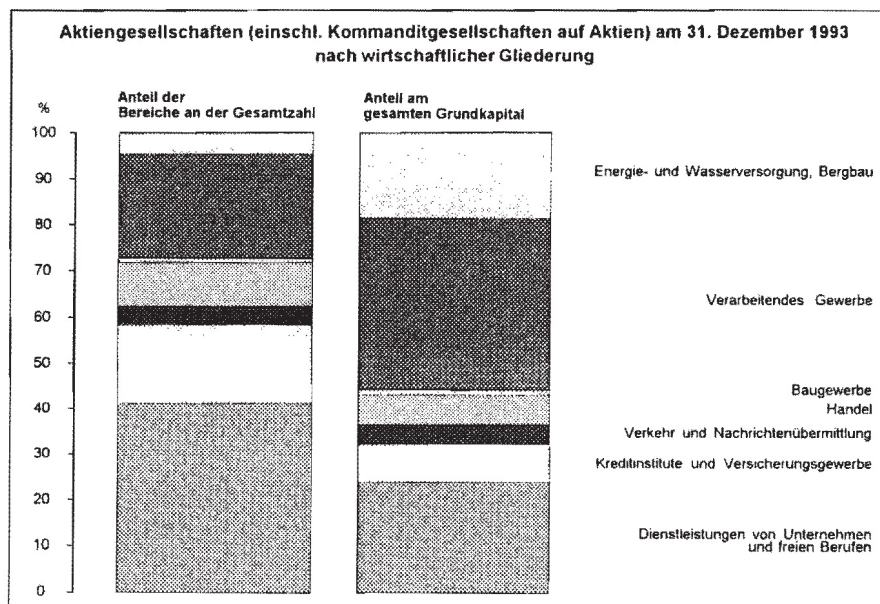 Aktiengesellschaften (einschl. Kommanditgesellschaften auf Aktien) am 31. Dezember 1993
nach wirtschaftlicher Gliederung
Anteil der
Bereiche an der Gesamtzahl
Anteil am
gesamten Grundkapital
%
100
90
80
70
60
50
40
30
20
10
0
Energie- und Wasserversorgung, Bergbau
Verarbeitendes Gewerbe
Baugewerbe
Handel
Verkehr und Nachrichtenübermittlung
Kreditinstitute und Versicherungsgewerbe
Dienstleistungen von Unternehmen
und freien Berufen